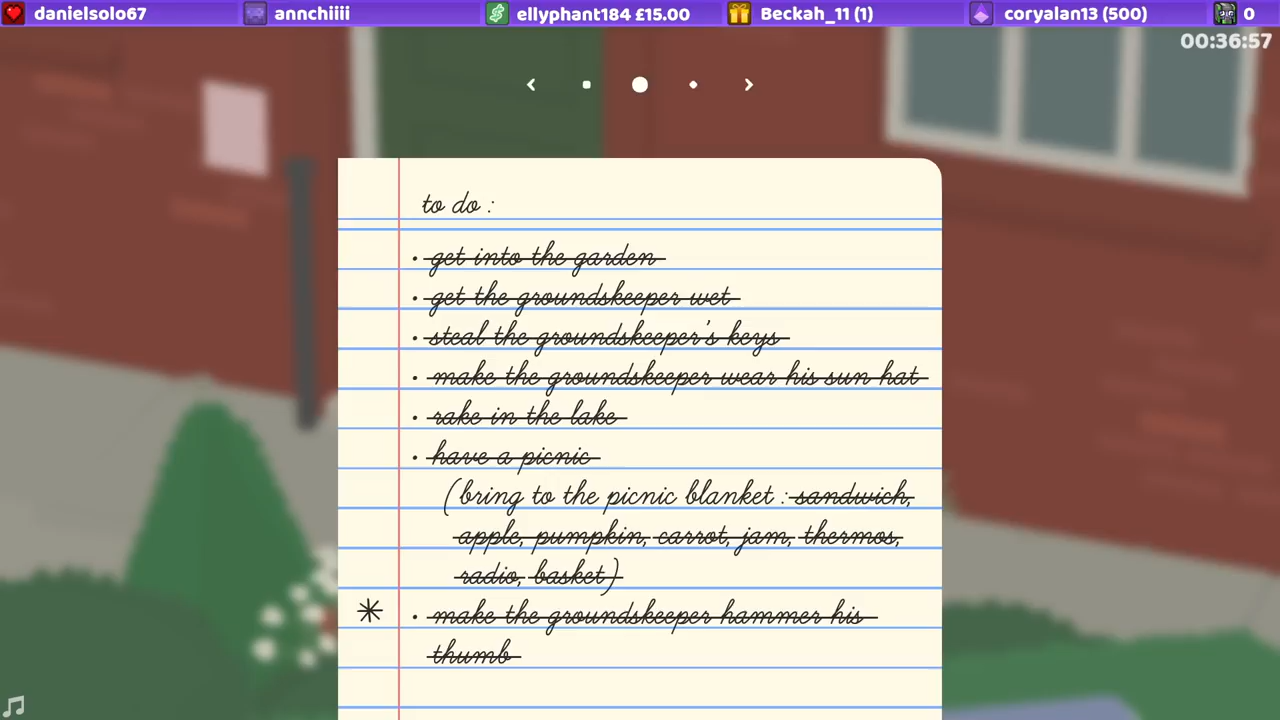 danielsolo67 annchiiii ellyphant184 £15.00 Beckah_11 (1) coryalan13 (500) 0
00:36:57
to do :
• get into the garden
• get the groundskeeper wet
• steal the groundskeeper's keys
• make the groundskeeper wear his sun hat
• rake in the lake
• have a picnic
(bring to the picnic blanket : sandwich,
apple, pumpkin, carrot, jam, thermos,
radio, basket)
• make the groundskeeper hammer his
thumb